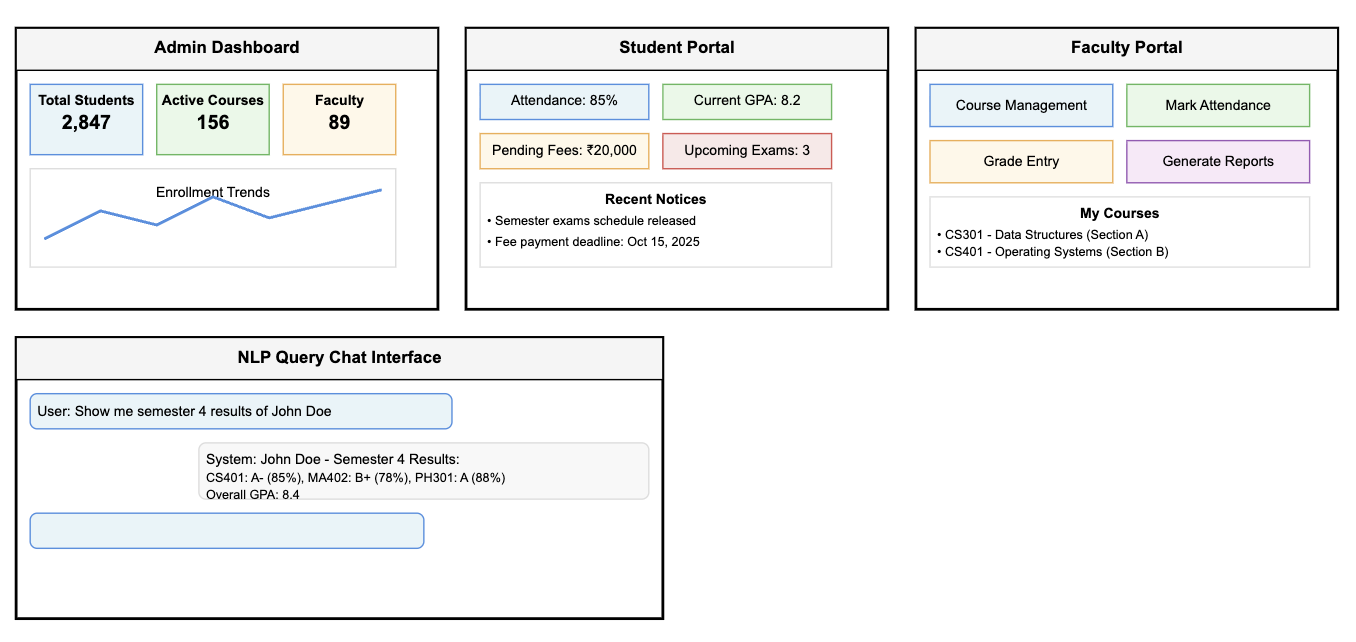 Admin Dashboard
Total Students
2,847
Active Courses
156
Faculty
89
Enrollment Trends
Student Portal
Attendance: 85%
Current GPA: 8.2
Pending Fees: ₹20,000
Upcoming Exams: 3
Recent Notices
• Semester exams schedule released
• Fee payment deadline: Oct 15, 2025
Faculty Portal
Course Management
Mark Attendance
Grade Entry
Generate Reports
My Courses
• CS301 - Data Structures (Section A)
• CS401 - Operating Systems (Section B)
NLP Query Chat Interface
User: Show me semester 4 results of John Doe
System: John Doe - Semester 4 Results:
CS401: A- (85%), MA402: B+ (78%), PH301: A (88%)
Overall GPA: 8.4